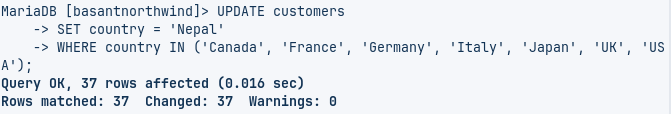 MariaDB [basantnorthwind]> UPDATE customers
    -> SET country = 'Nepal'
    -> WHERE country IN ('Canada', 'France', 'Germany', 'Italy', 'Japan', 'UK', 'US
A');
Query OK, 37 rows affected (0.016 sec)
Rows matched: 37  Changed: 37  Warnings: 0